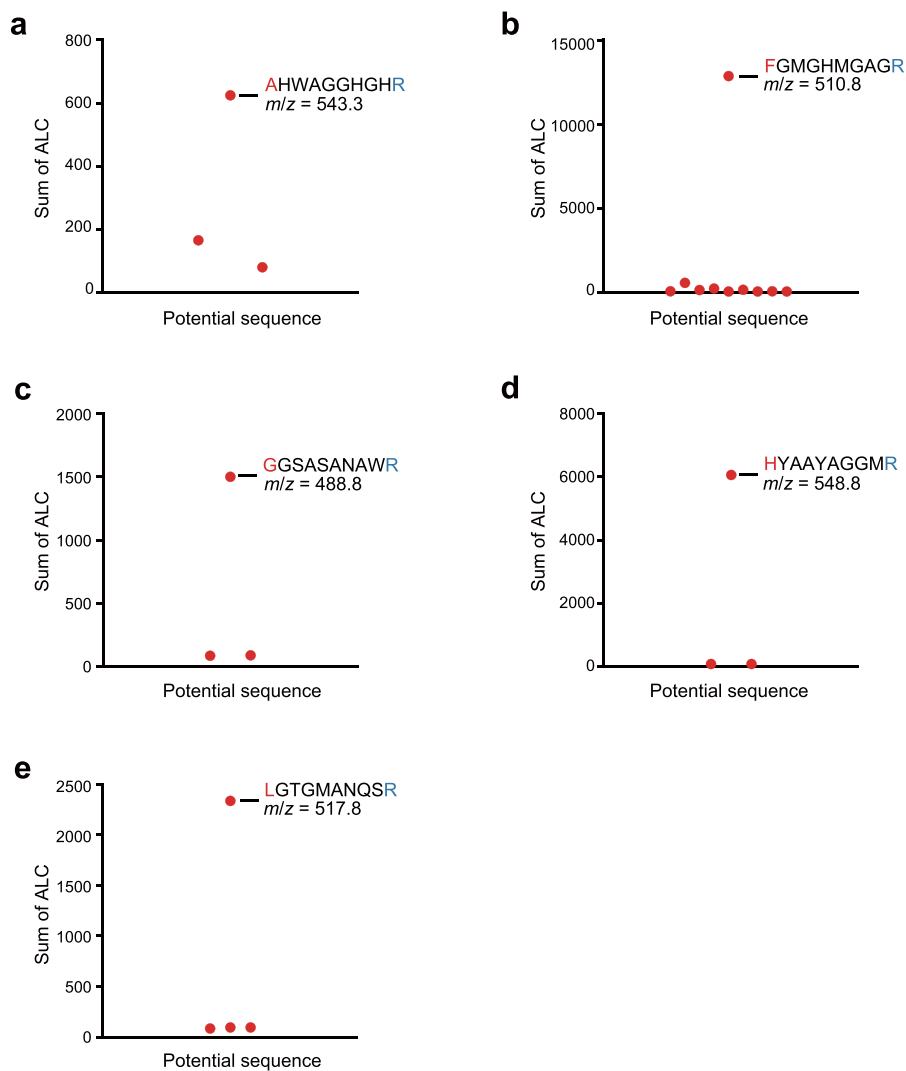 a
800
600
400
200
0
Sum of ALC
AHWAGGHGHR
m/z = 543.3
Potential sequence
b
15000
10000
5000
0
Sum of ALC
FGMGHMGAGR
m/z = 510.8
Potential sequence
c
2000
1500
1000
500
0
Sum of ALC
GGSASANAWR
m/z = 488.8
Potential sequence
d
8000
6000
4000
2000
0
Sum of ALC
HYAAYAGGMR
m/z = 548.8
Potential sequence
e
2500
2000
1500
1000
500
0
Sum of ALC
LGTGMANQSR
m/z = 517.8
Potential sequence